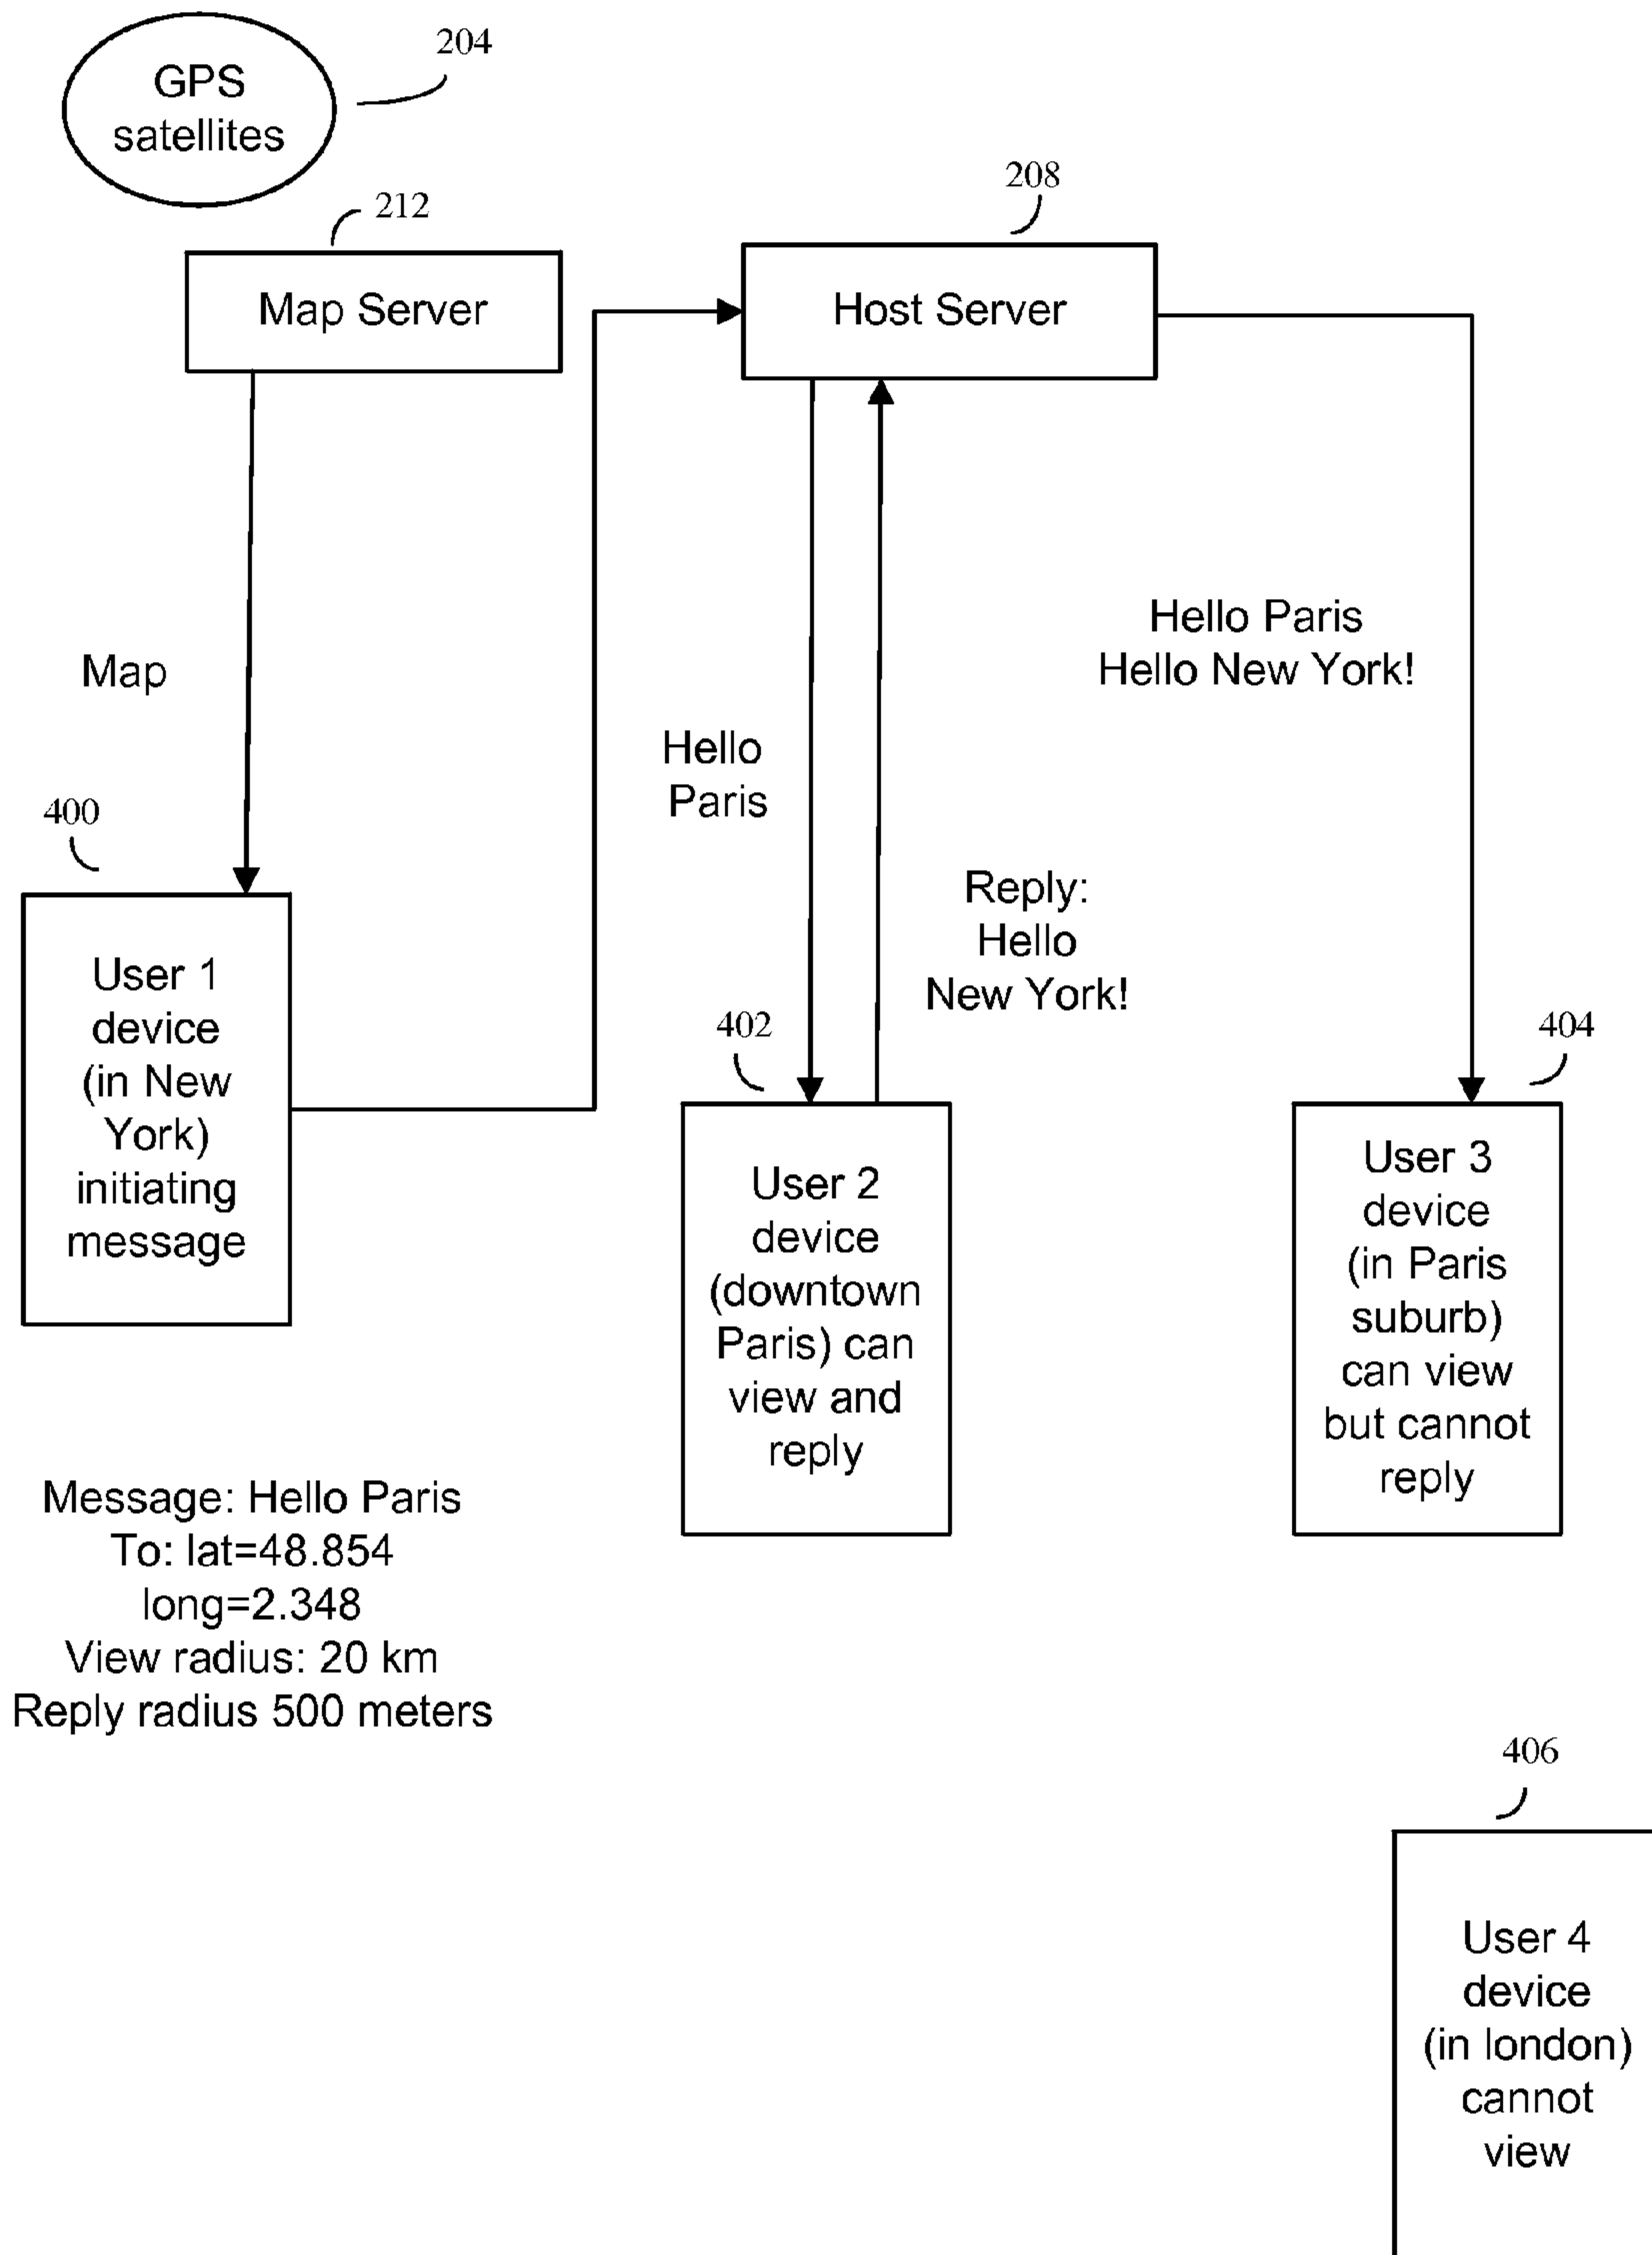 204
GPS
satellites
212
Map Server
208
Host Server
Map
Hello
Paris
Hello Paris
Hello New York!
Reply:
Hello
New York!
400
User 1
device
(in New
York)
initiating
message
402
User 2
device
(downtown
Paris) can
view and
reply
404
User 3
device
(in Paris
suburb)
can view
but cannot
reply
Message: Hello Paris
To: lat=48.854
long=2.348
View radius: 20 km
Reply radius 500 meters
406
User 4
device
(in london)
cannot
view